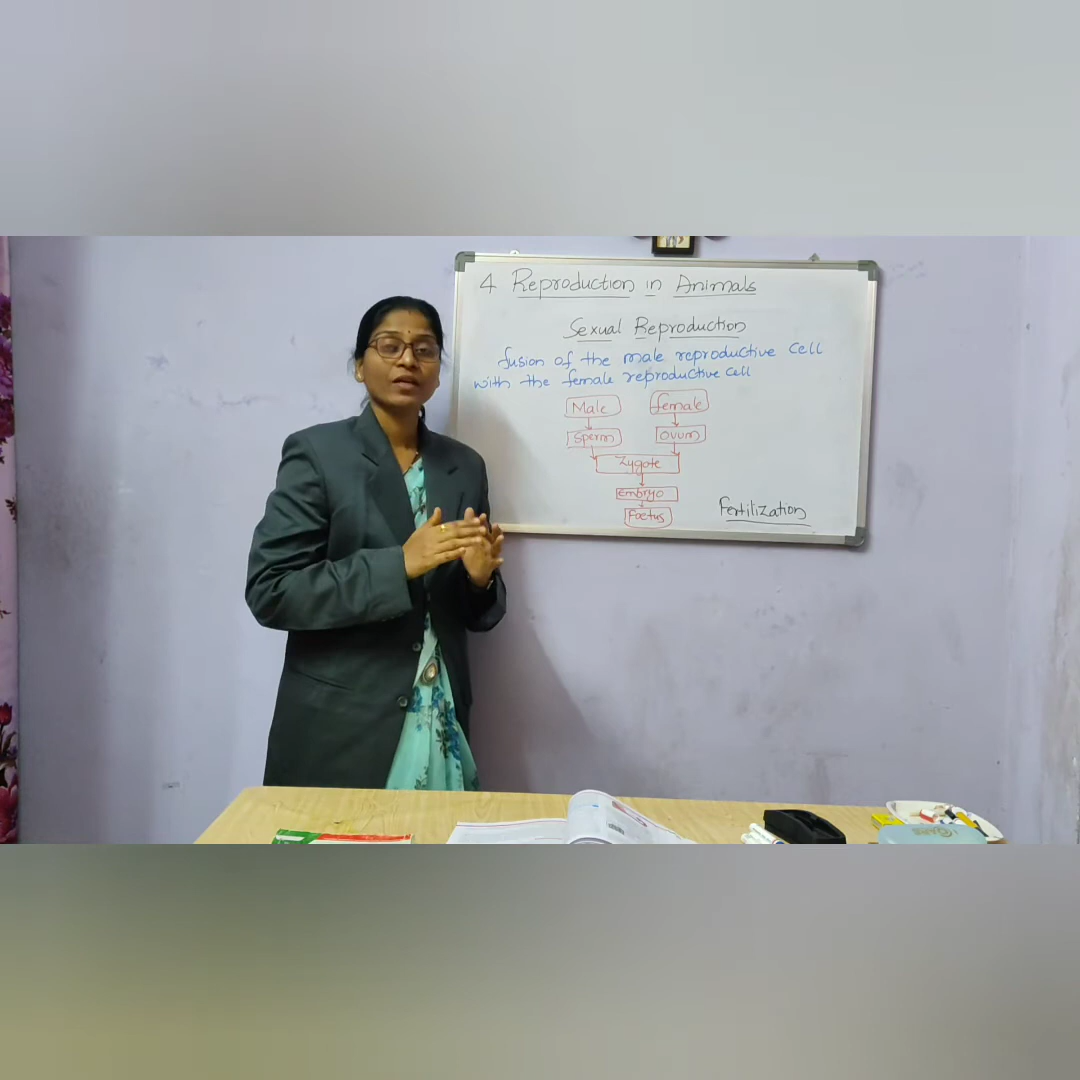 4 Reproduction in Animals
Sexual Reproduction
fusion of the male reproductive cell
with the female reproductive cell
Male female
Sperm ovum
Zygote
Embryo
Foetus
Fertilization